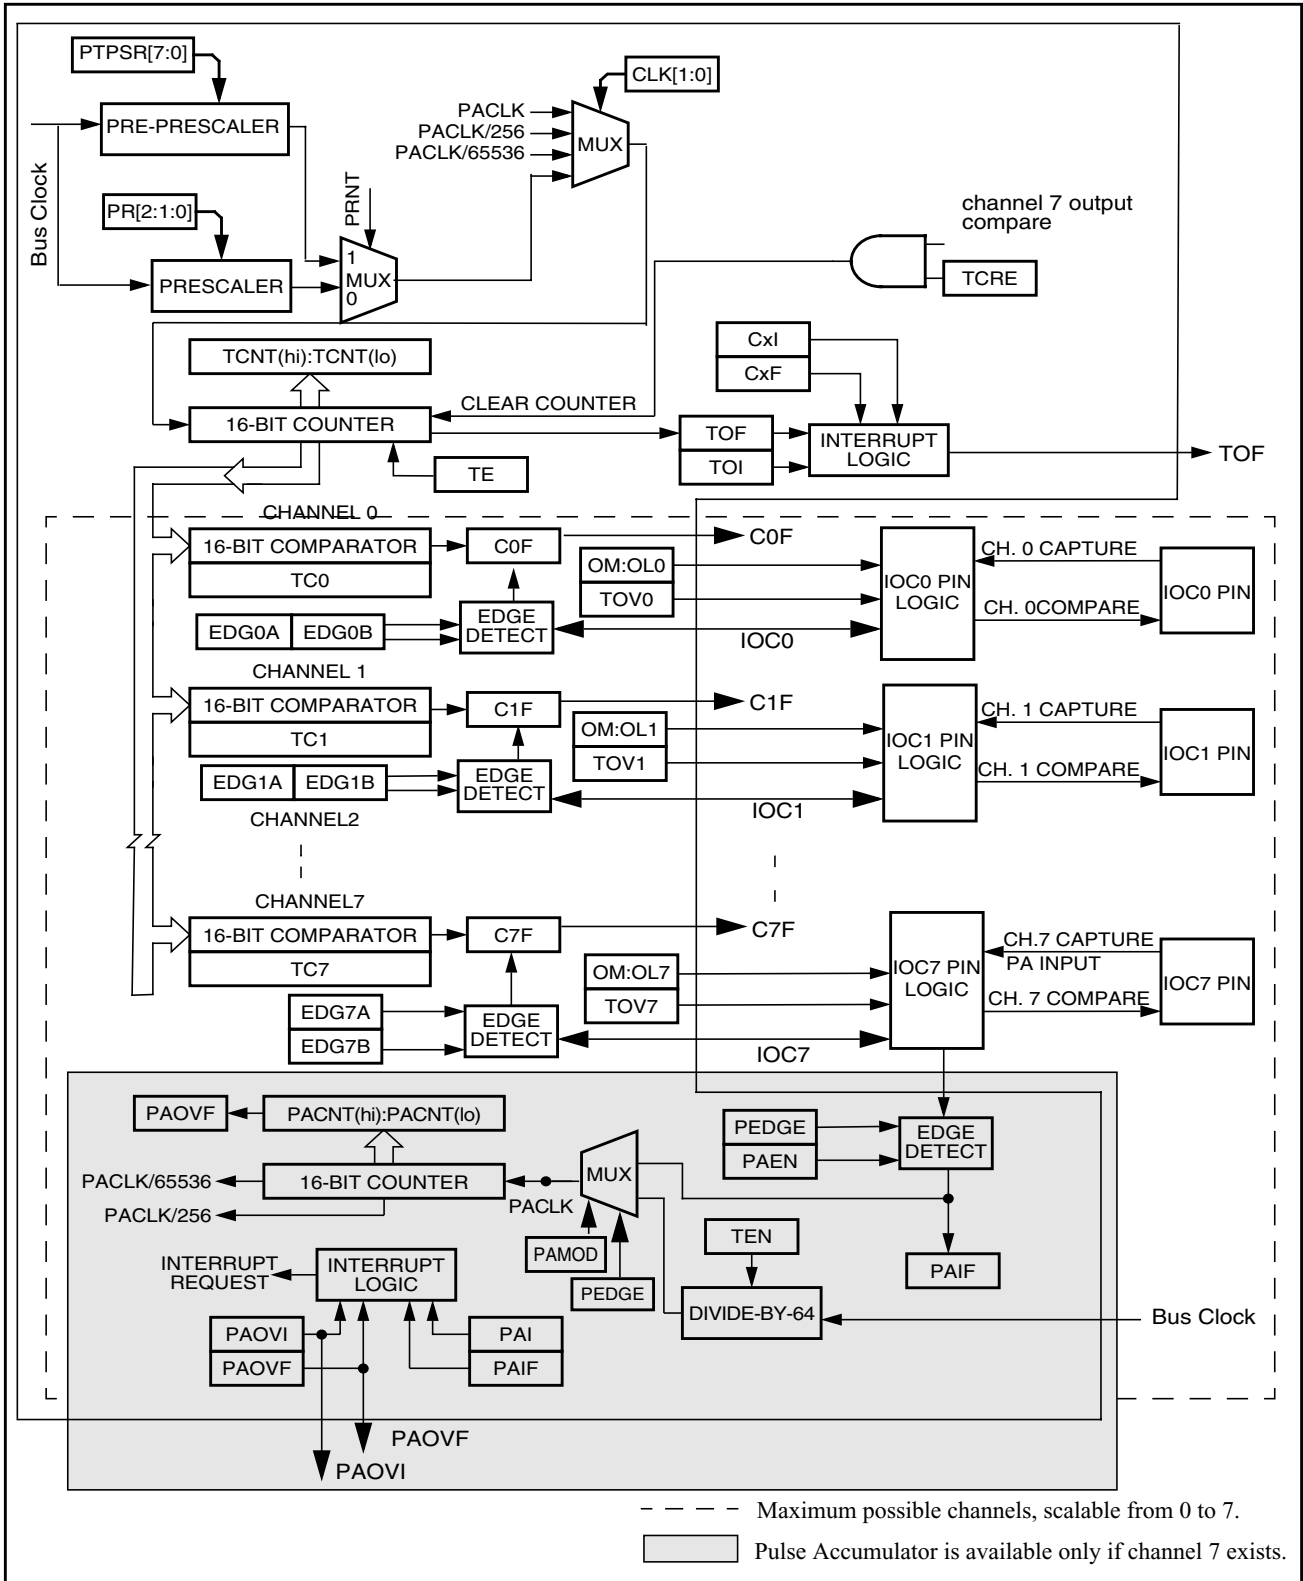 PTPSR[7:0]
CLK[1:0]
PRE-PRESCALER
PACLK
PACLK/256
PACLK/65536
MUX
Bus Clock
PR[2:1:0]
PRNT
channel 7 output
compare
PRESCALER
1
MUX
0
TCRE
TCNT(hi):TCNT(lo)
CxI
CxF
CLEAR COUNTER
16-BIT COUNTER
TOF
TOI
INTERRUPT
LOGIC
TOF
TE
CHANNEL 0
16-BIT COMPARATOR
TC0
C0F
C0F
OM:OL0
TOV0
EDG0A
EDG0B
EDGE
DETECT
IOC0
IOC0 PIN
LOGIC
CH. 0 CAPTURE
CH. 0COMPARE
IOC0 PIN
CHANNEL 1
16-BIT COMPARATOR
TC1
C1F
C1F
OM:OL1
TOV1
EDG1A
EDG1B
EDGE
DETECT
IOC1
IOC1 PIN
LOGIC
CH. 1 CAPTURE
CH. 1 COMPARE
IOC1 PIN
CHANNEL2
CHANNEL7
16-BIT COMPARATOR
TC7
C7F
C7F
OM:OL7
TOV7
EDG7A
EDG7B
EDGE
DETECT
IOC7
IOC7 PIN
LOGIC
CH.7 CAPTURE
PA INPUT
CH. 7 COMPARE
IOC7 PIN
PAOVF
PACNT(hi):PACNT(lo)
PEDGE
PAEN
EDGE
DETECT
MUX
PACLK/65536
16-BIT COUNTER
PACLK
PACLK/256
PAMOD
TEN
INTERRUPT
REQUEST
INTERRUPT
LOGIC
PEDGE
PAIF
DIVIDE-BY-64
Bus Clock
PAOVI
PAOVF
PAI
PAIF
PAOVF
PAOVI
Maximum possible channels, scalable from 0 to 7.
Pulse Accumulator is available only if channel 7 exists.